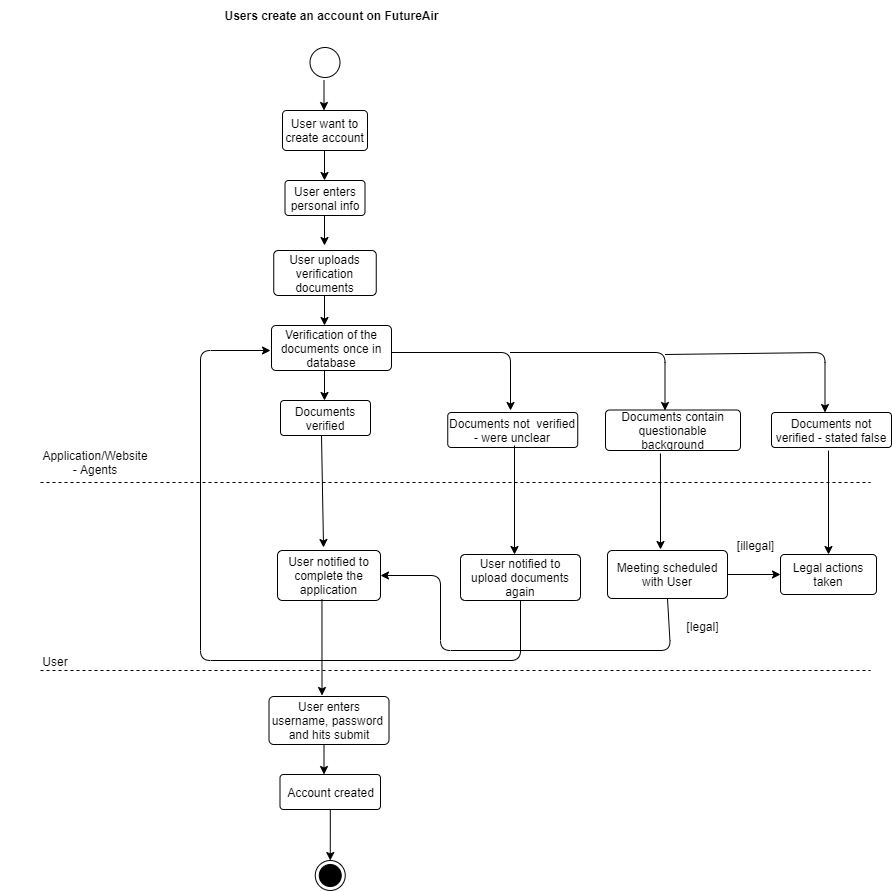 Users create an account on FutureAir
User want to
create account
User enters
personal info
User uploads
verification
documents
Verification of the
documents once in
database
Documents
verified
Documents not verified
- were unclear
Documents contain
questionable
background
Documents not
verified - stated false
Application/Website
- Agents
User notified to
complete the
application
User notified to
upload documents
again
Meeting scheduled
with User
[illegal]
Legal actions
taken
[legal]
User
User enters
username, password
and hits submit
Account created